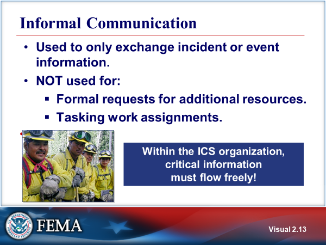 Informal Communication
• Used to only exchange incident or event
information.
• NOT used for:
▪ Formal requests for additional resources.
▪ Tasking work assignments.
Within the ICS organization,
critical information
must flow freely!
FEMA
Visual 2.13